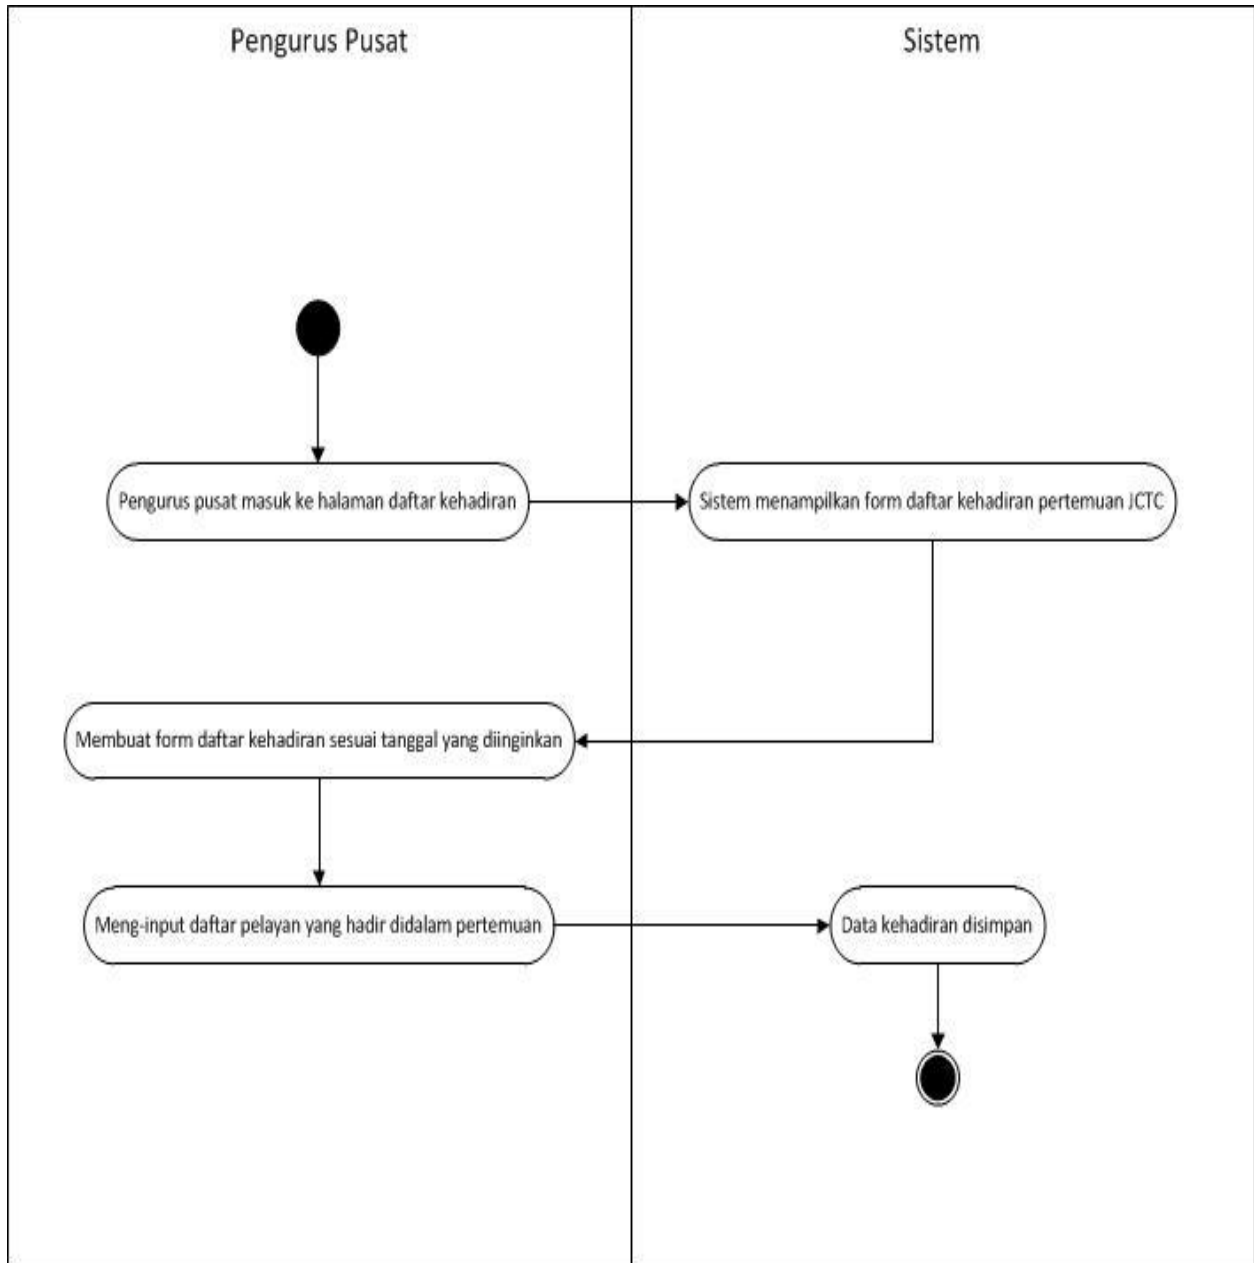 Pengurus Pusat
Sistem
Pengurus pusat masuk ke halaman daftar kehadiran
Sistem menampilkan form daftar kehadiran pertemuan JCTC
Membuat form daftar kehadiran sesuai tanggal yang diinginkan
Meng-input daftar pelayan yang hadir didalam pertemuan
Data kehadiran disimpan